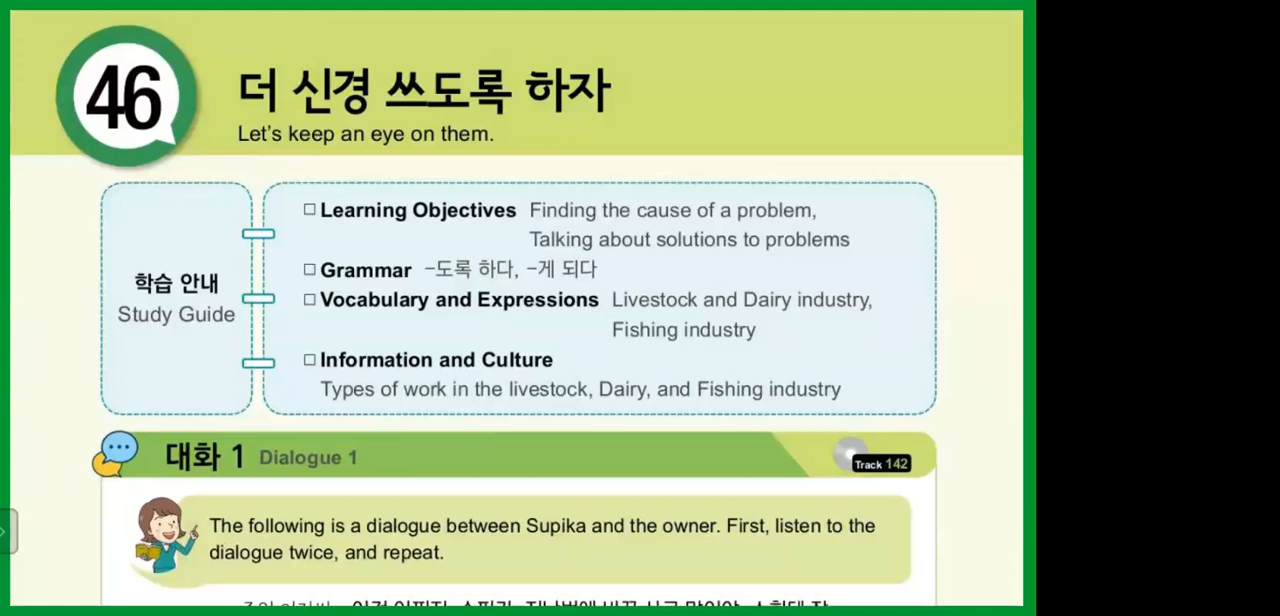 46
더 신경 쓰도록 하자
Let's keep an eye on them.
학습 안내
Study Guide
□ Learning Objectives Finding the cause of a problem,
Talking about solutions to problems
□ Grammar –도록 하다, –게 되다
□ Vocabulary and Expressions Livestock and Dairy industry,
Fishing industry
□ Information and Culture
Types of work in the livestock, Dairy, and Fishing industry
대화 1 Dialogue 1
Track 142
The following is a dialogue between Supika and the owner. First, listen to the
dialogue twice, and repeat.